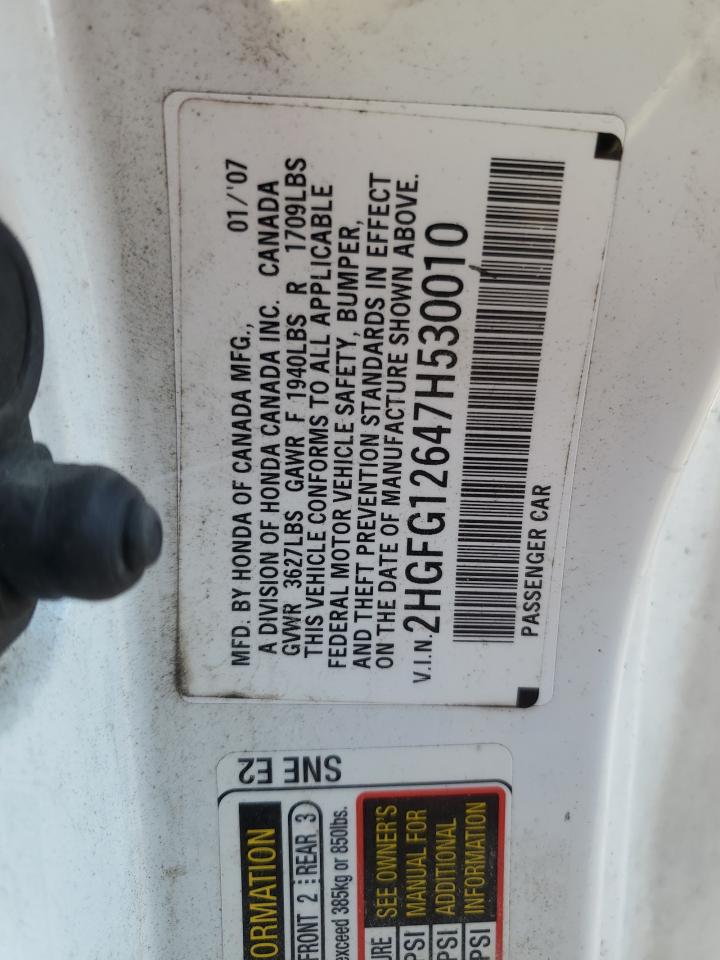 MFD. BY HONDA OF CANADA MFG., 01/'07
A DIVISION OF HONDA CANADA INC. CANADA
GVWR 3627LBS GAWR F 1940LBS R 1709LBS
THIS VEHICLE CONFORMS TO ALL APPLICABLE
FEDERAL MOTOR VEHICLE SAFETY, BUMPER,
AND THEFT PREVENTION STANDARDS IN EFFECT
ON THE DATE OF MANUFACTURE SHOWN ABOVE.
V.I.N. 2HGFG12647H530010
PASSENGER CAR
SNE E2
FRONT 2 REAR 3
exceed 385kg or 850lbs.
SEE OWNER'S
MANUAL FOR
ADDITIONAL
INFORMATION
PSI
PSI
PSI